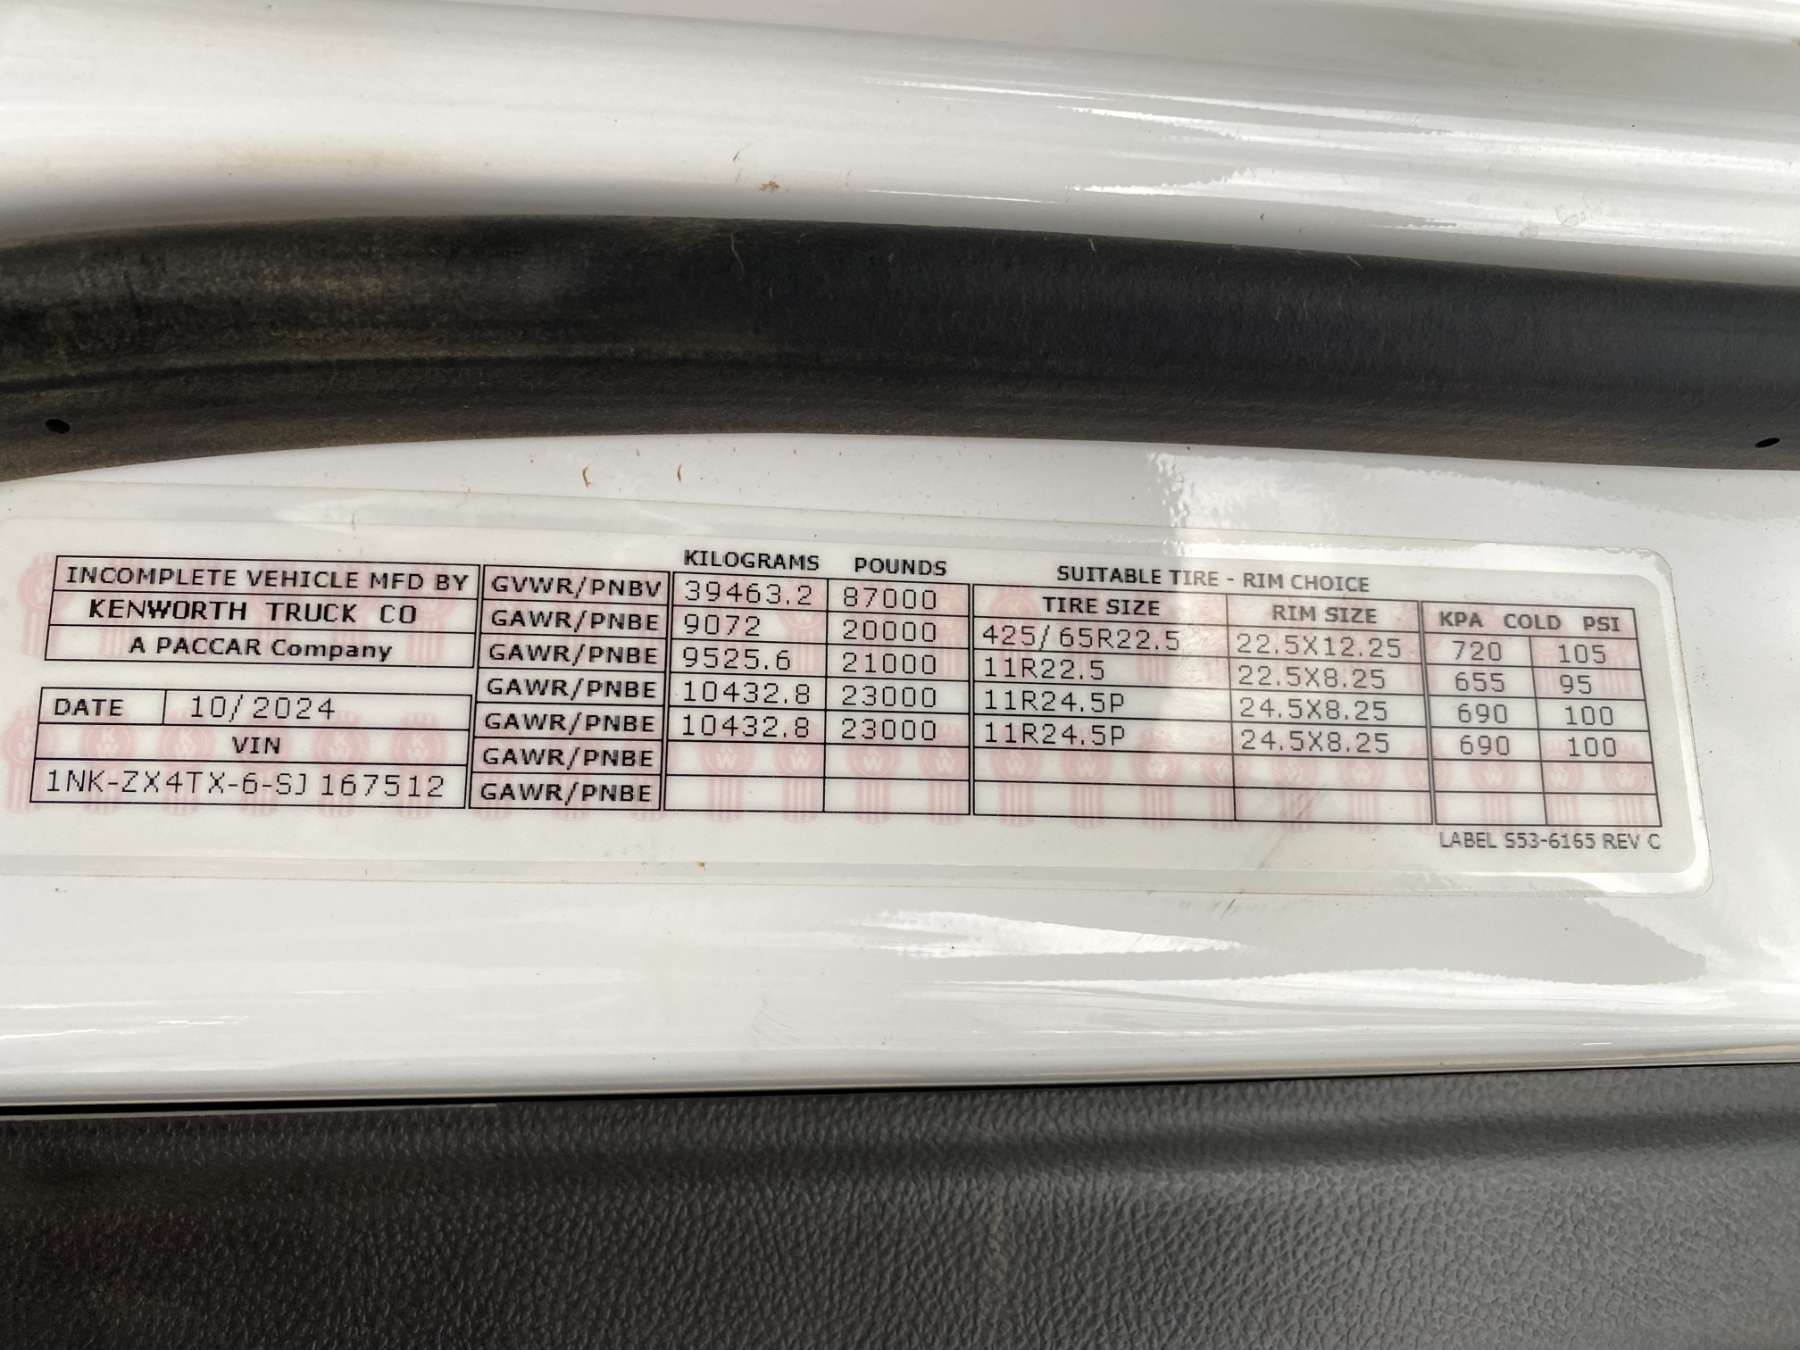 INCOMPLETE VEHICLE MFD BY
KENWORTH TRUCK CO
A PACCAR Company
DATE 10/2024
VIN
1NK-ZX4TX-6-SJ167512
KILOGRAMS POUNDS
GVWR/PNBV 39463.2 87000
GAWR/PNBE 9072 20000
GAWR/PNBE 9525.6 21000
GAWR/PNBE 10432.8 23000
GAWR/PNBE 10432.8 23000
GAWR/PNBE
GAWR/PNBE
SUITABLE TIRE - RIM CHOICE
TIRE SIZE RIM SIZE KPA COLD PSI
425/65R22.5 22.5X12.25 720 105
11R22.5 22.5X8.25 655 95
11R24.5P 24.5X8.25 690 100
11R24.5P 24.5X8.25 690 100
LABEL S53-6165 REV C